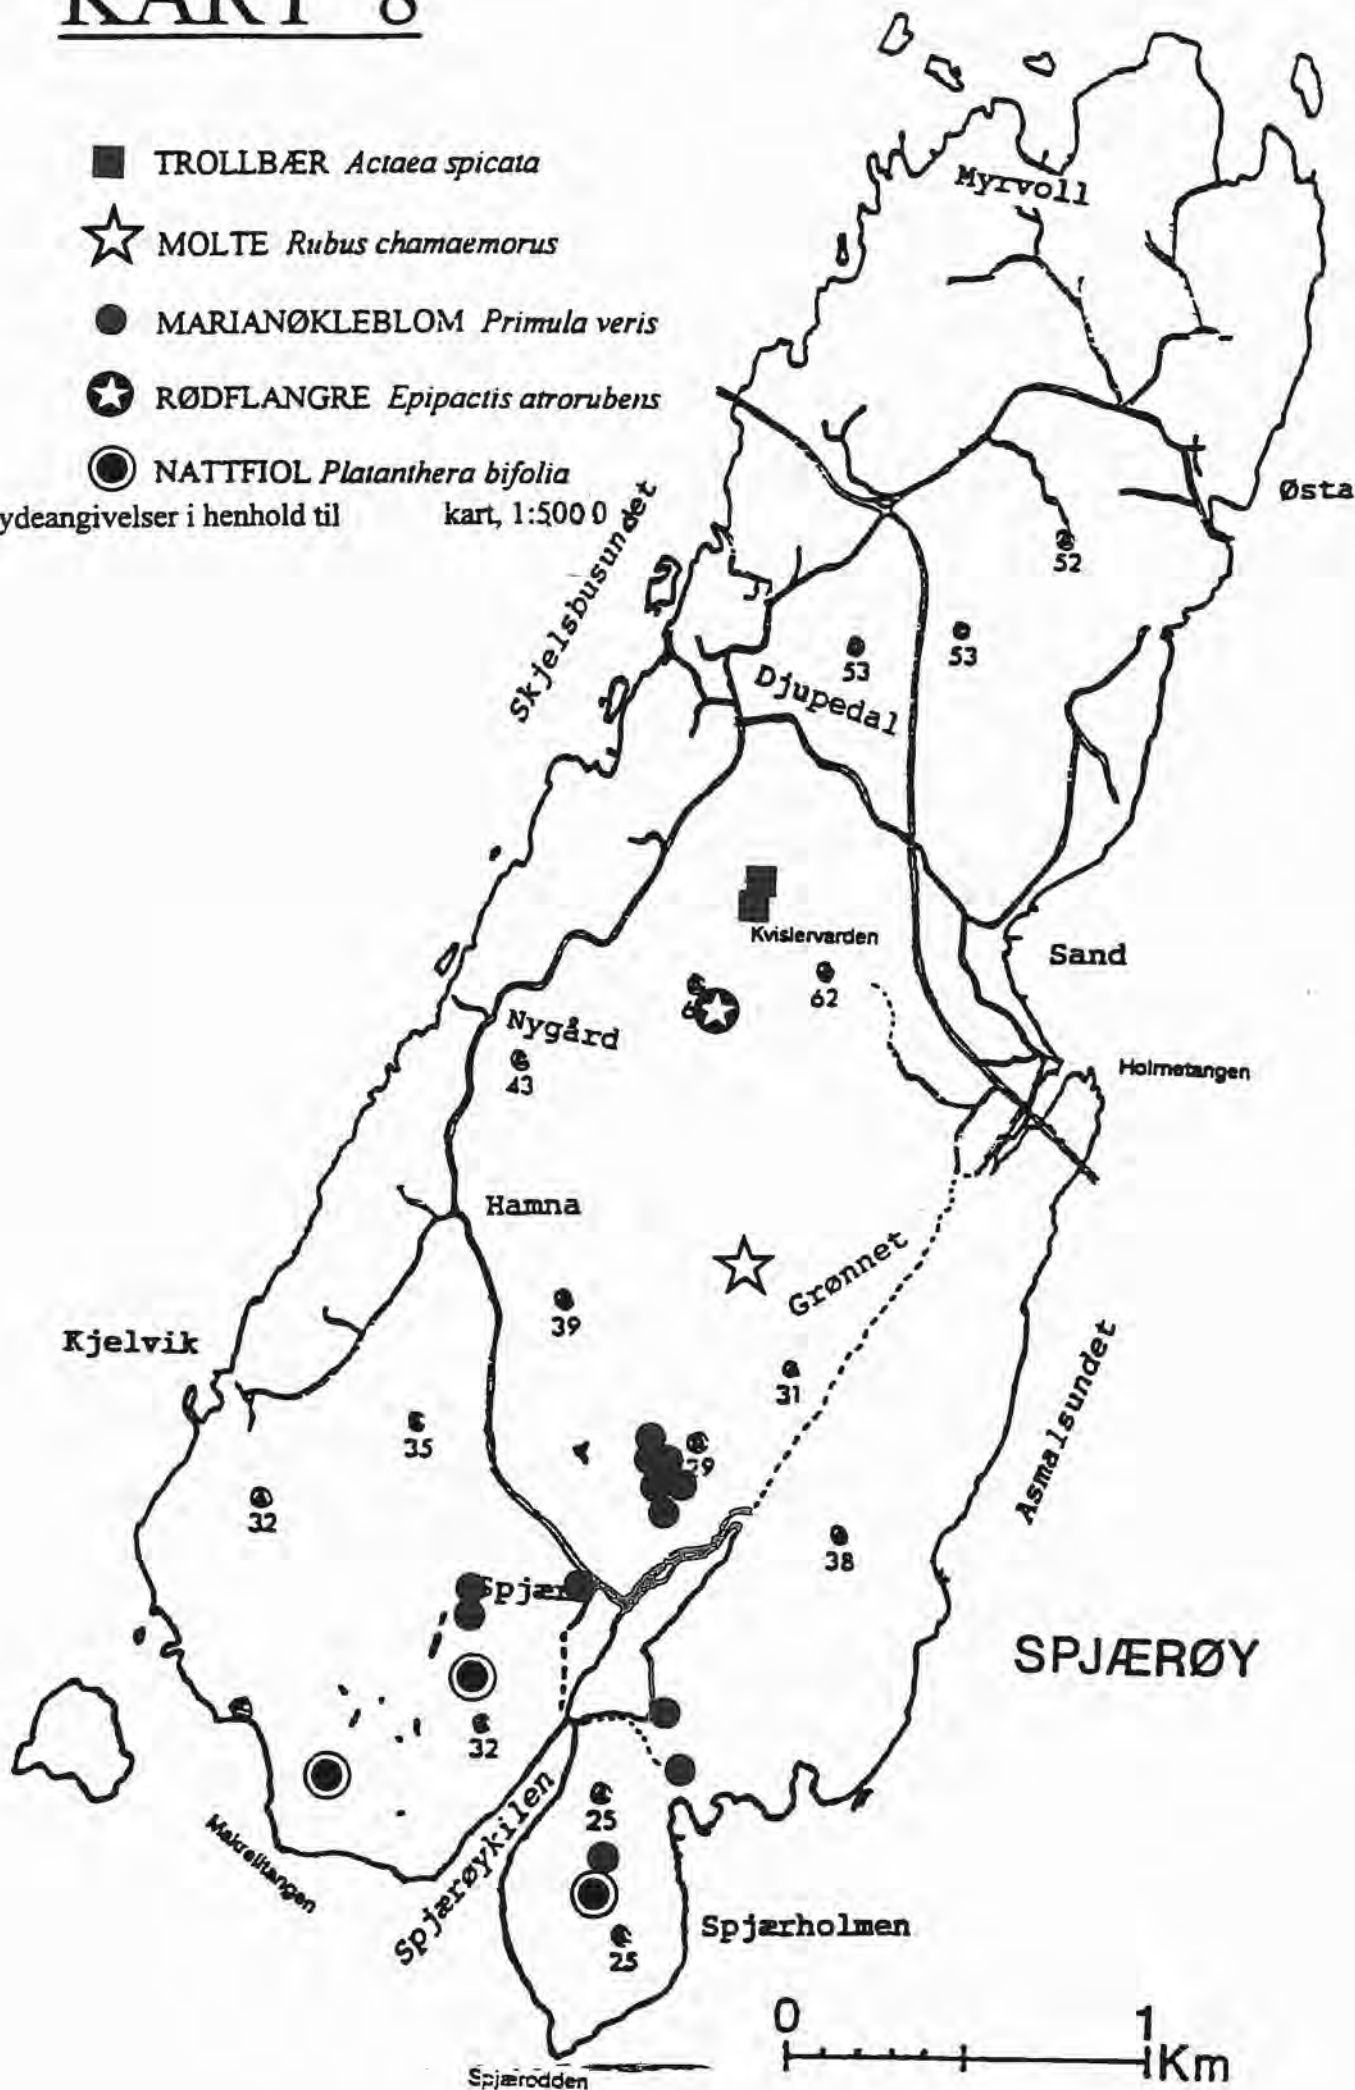 KART 8
TROLLBÆR Actaea spicata
MOLTE Rubus chamaemorus
MARIANØKLEBLOM Primula veris
RØDFLANGRE Epipactis atrorubens
NATTFIOL Platanthera bifolia
ydeangivelser i henhold til kart, 1:5000
Myrvoll
Østa
52
Skjelsbusundet
53
53
Djupedal
Kvislervarden
Sand
62
6
Nygård
43
Holmetangen
Hamna
Grønnet
39
Kjelvik
31
Asmalsundet
35
29
32
38
Spjær
SPJÆRØY
32
25
Makrelltangen
Spjærøykilen
Spjærholmen
25
0 1
Km
Spjærodden